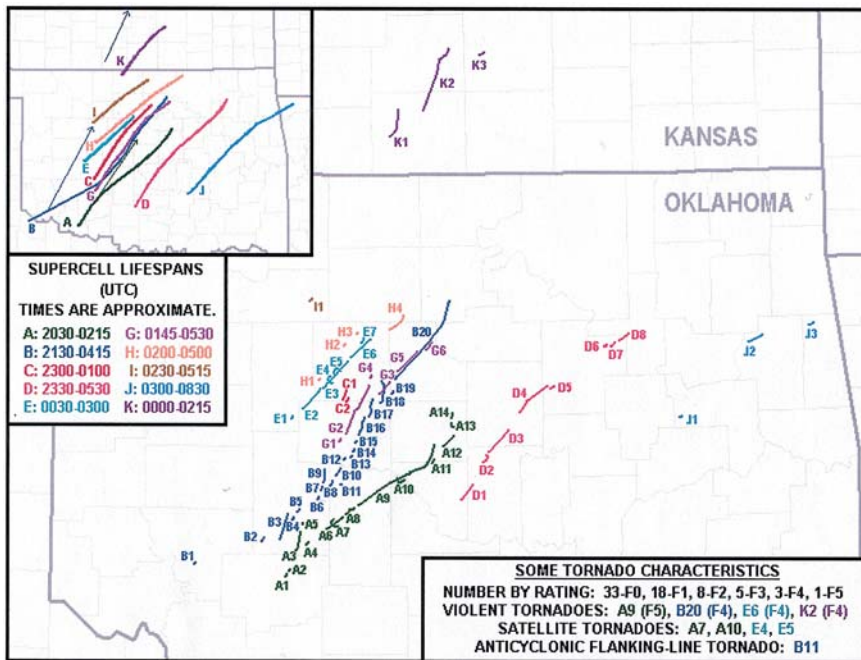 K
I
H
E
C
G
B
A
D
J
SUPERCELL LIFESPANS
(UTC)
TIMES ARE APPROXIMATE.
A: 2030-0215 G: 0145-0530
B: 2130-0415 H: 0200-0500
C: 2300-0100 I: 0230-0515
D: 2330-0530 J: 0300-0830
E: 0030-0300 K: 0000-0215
K3
K2
K1
KANSAS
OKLAHOMA
I1
H4
H3
H2
H1
E7
E6
E5
E4
E3
E2
E1
C1
C2
B20
G6
G5
G4
G3
G2
G1
B19
B18
B17
B16
B15
B14
B13
B12
B10
B11
B9
B8
B7
B6
B5
B4
B3
B2
B1
A14
A13
A12
A11
A10
A9
A8
A7
A6
A5
A4
A3
A2
A1
D8
D7
D6
D5
D4
D3
D2
D1
J3
J2
J1
SOME TORNADO CHARACTERISTICS
NUMBER BY RATING: 33-F0, 18-F1, 8-F2, 5-F3, 3-F4, 1-F5
VIOLENT TORNADOES: A9 (F5), B20 (F4), E6 (F4), K2 (F4)
SATELLITE TORNADOES: A7, A10, E4, E5
ANTICYCLONIC FLANKING-LINE TORNADO: B11